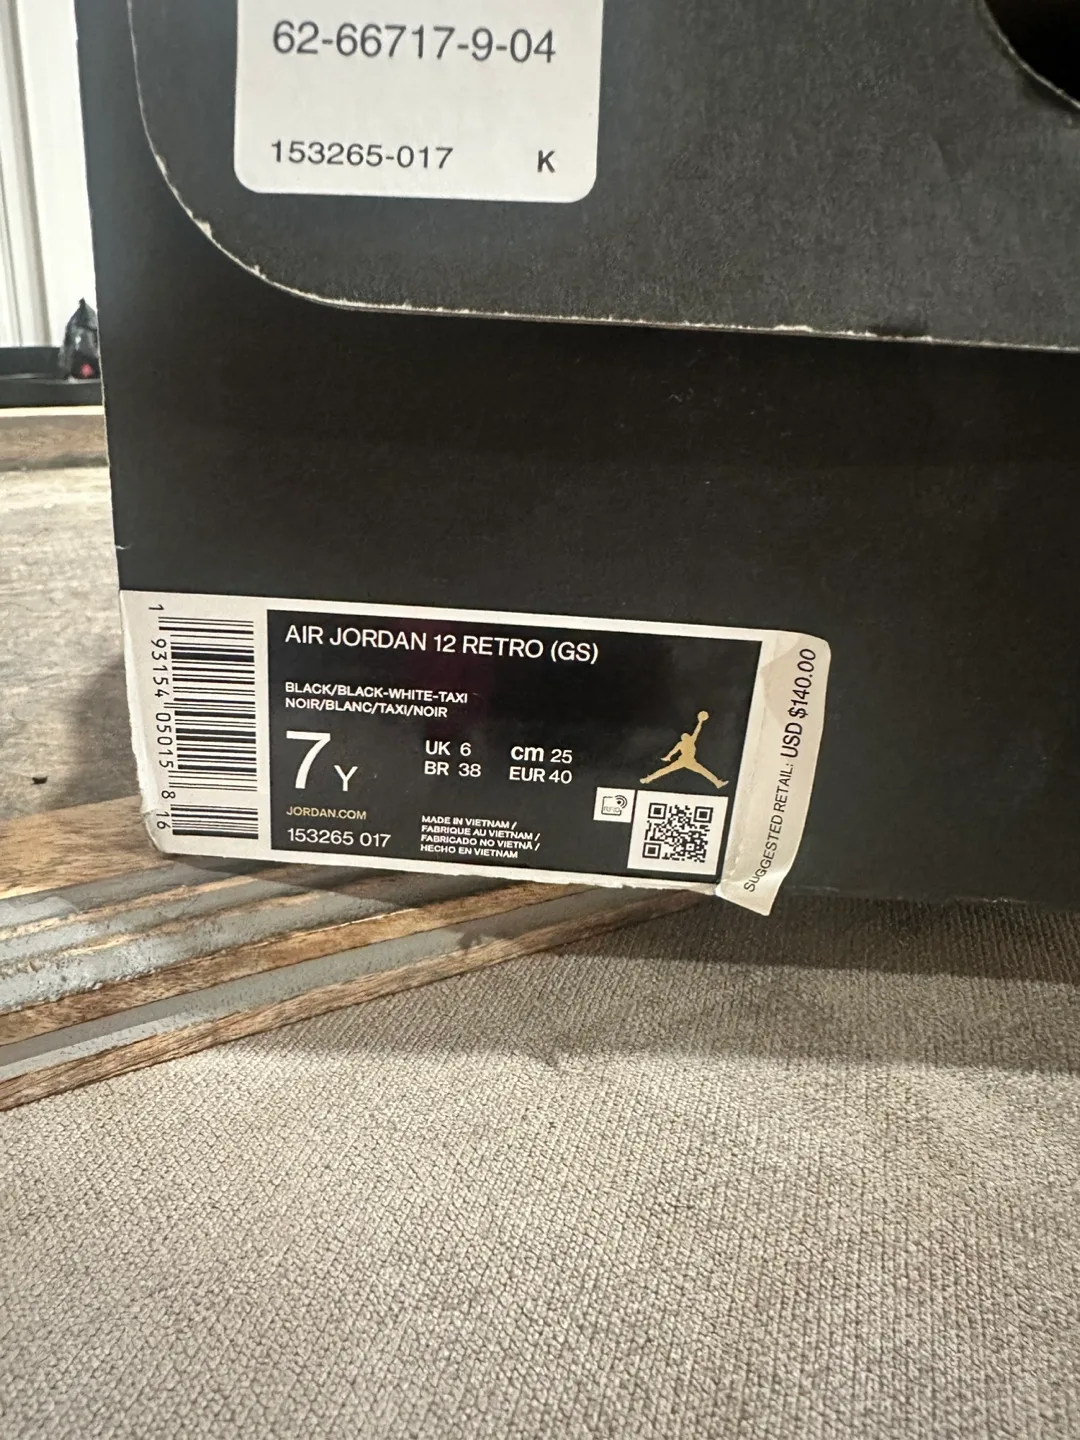 62-66717-9-04
153265-017 K
1 93154 05015 8 16
AIR JORDAN 12 RETRO (GS)
BLACK/BLACK-WHITE-TAXI
NOIR/BLANC/TAXI/NOIR
7Y
UK 6 cm 25
BR 38 EUR 40
JORDAN.COM
153265 017
MADE IN VIETNAM /
FABRIQUE AU VIETNAM /
FABRICADO NO VIETNÃ /
HECHO EN VIETNAM
RFID
SUGGESTED RETAIL: USD $140.00